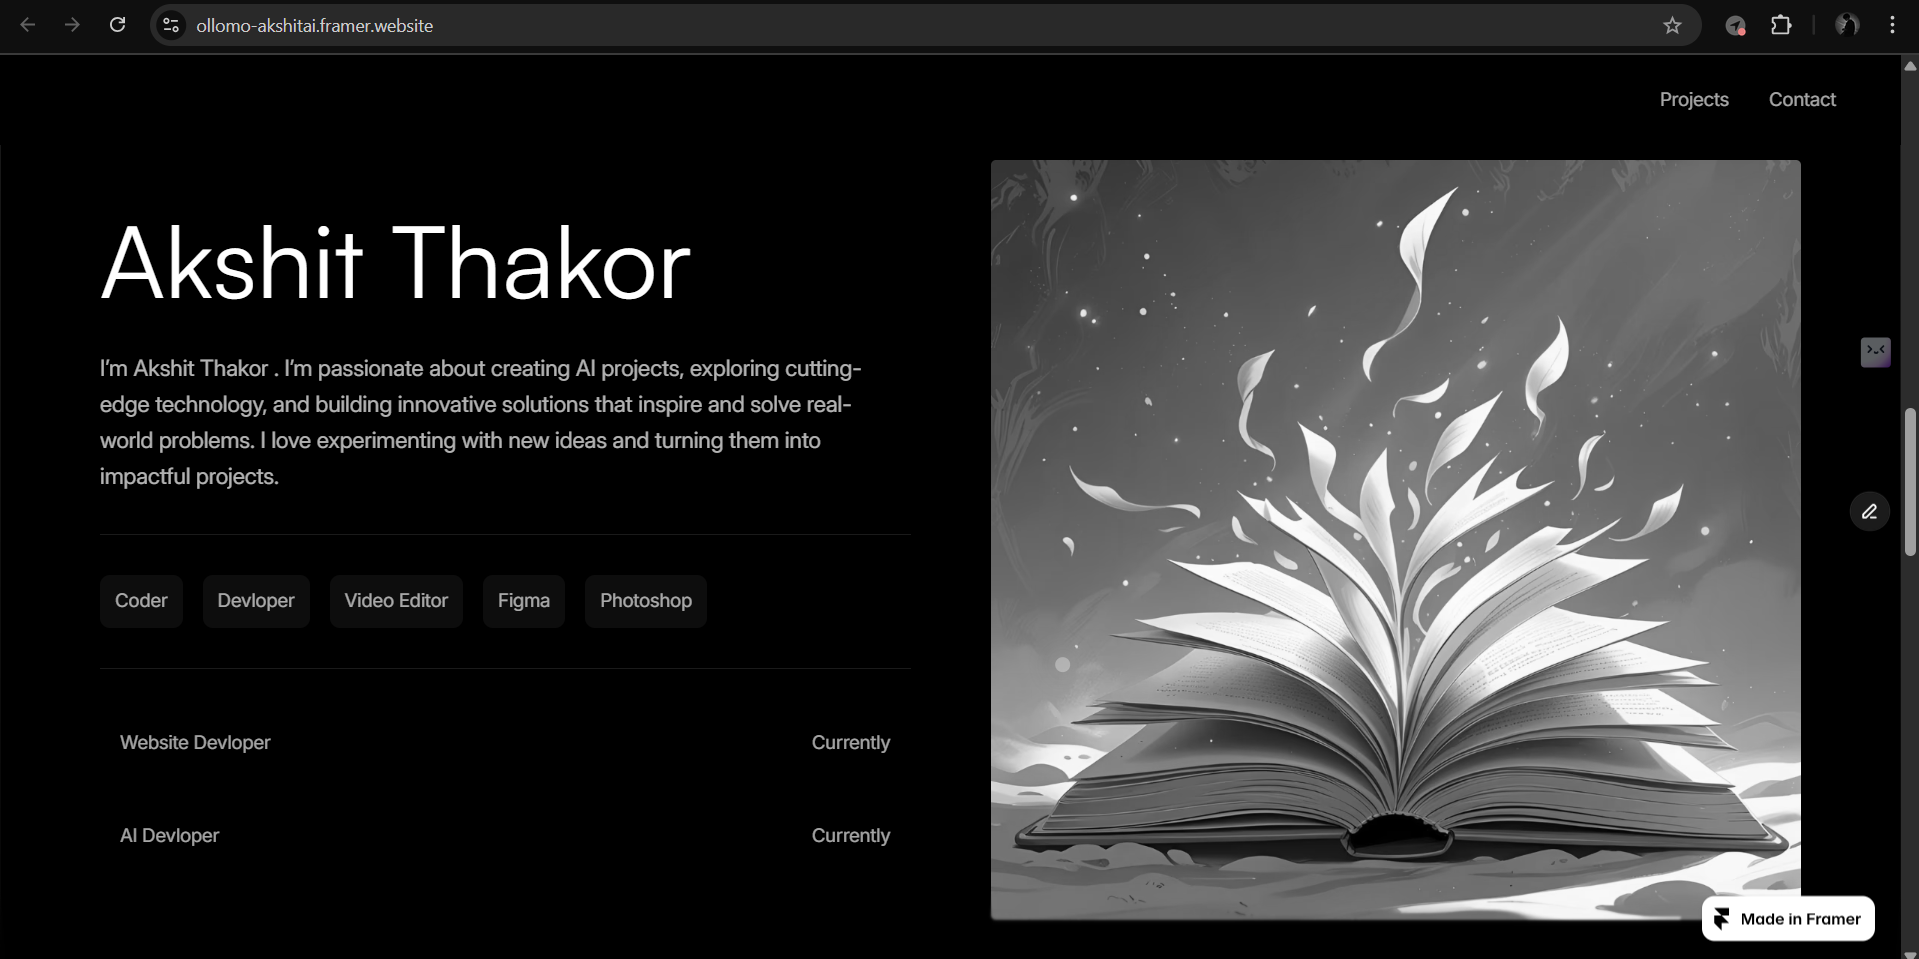 ollomo-akshitai.framer.website
Projects Contact
Akshit Thakor
I'm Akshit Thakor . I'm passionate about creating AI projects, exploring cutting-
edge technology, and building innovative solutions that inspire and solve real-
world problems. I love experimenting with new ideas and turning them into
impactful projects.
Coder Devloper Video Editor Figma Photoshop
Website Devloper Currently
AI Devloper Currently
Made in Framer